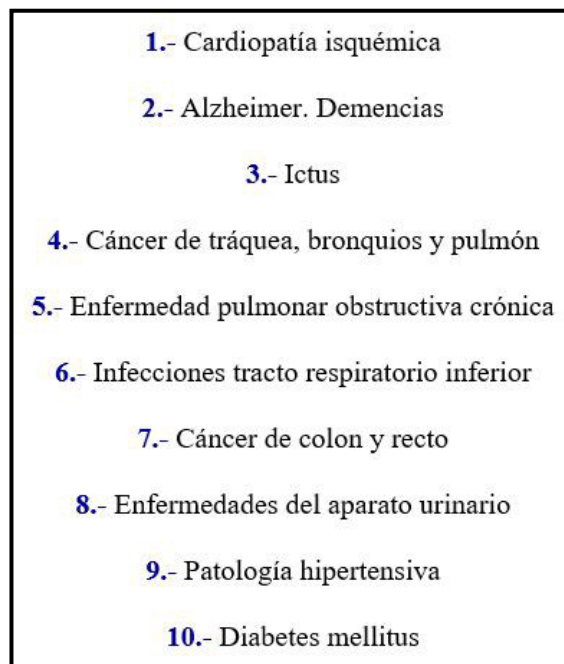 1.- Cardiopatía isquémica
2.- Alzheimer. Demencias
3.- Ictus
4.- Cáncer de tráquea, bronquios y pulmón
5.- Enfermedad pulmonar obstructiva crónica
6.- Infecciones tracto respiratorio inferior
7.- Cáncer de colon y recto
8.- Enfermedades del aparato urinario
9.- Patología hipertensiva
10.- Diabetes mellitus